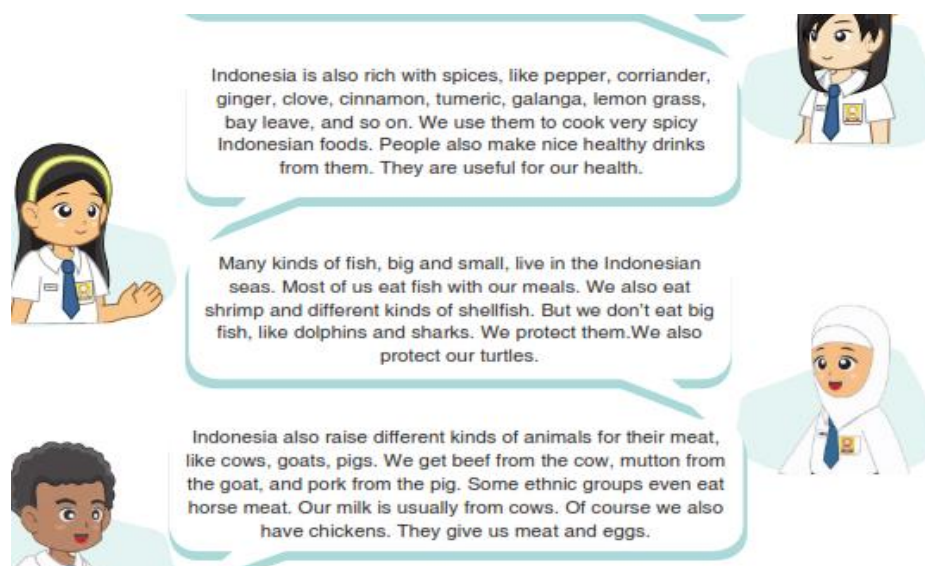 Indonesia is also rich with spices, like pepper, corriander,
ginger, clove, cinnamon, tumeric, galanga, lemon grass,
bay leave, and so on. We use them to cook very spicy
Indonesian foods. People also make nice healthy drinks
from them. They are useful for our health.
Many kinds of fish, big and small, live in the Indonesian
seas. Most of us eat fish with our meals. We also eat
shrimp and different kinds of shellfish. But we don't eat big
fish, like dolphins and sharks. We protect them.We also
protect our turtles.
Indonesia also raise different kinds of animals for their meat,
like cows, goats, pigs. We get beef from the cow, mutton from
the goat, and pork from the pig. Some ethnic groups even eat
horse meat. Our milk is usually from cows. Of course we also
have chickens. They give us meat and eggs.